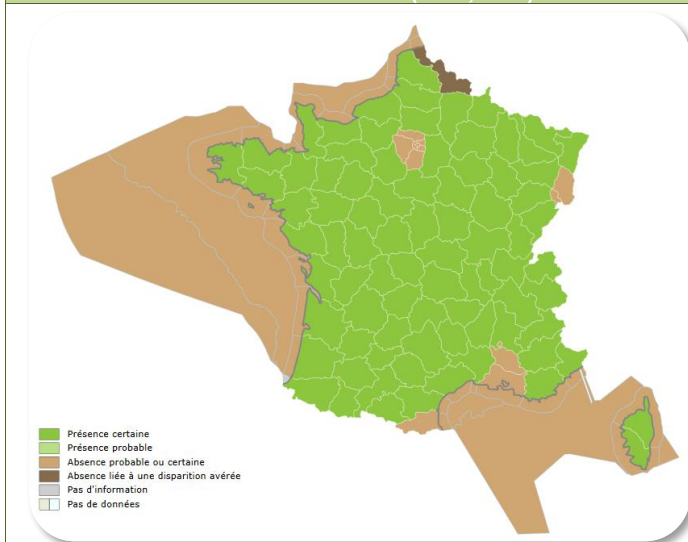 Présence certaine
Présence probable
Absence probable ou certaine
Absence liée à une disparition avérée
Pas d'information
Pas de données